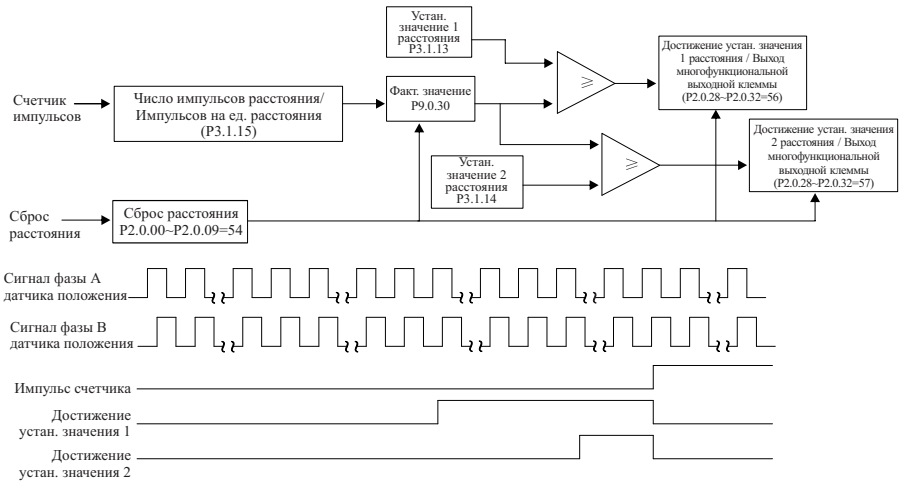 Устан.
значение 1
расстояния
P3.1.13
Достижение устан. значения
1 расстояния / Выход
многофункциональной
выходной клеммы
(P2.0.28~P2.0.32=56)
≥
Счетчик
импульсов
Число импульсов расстояния/
Импульсов на ед. расстояния
(P3.1.15)
Факт. значение
P9.0.30
Достижение устан. значения
2 расстояния / Выход
многофункциональной
выходной клеммы
(P2.0.28~P2.0.32=57)
≥
Устан.
значение 2
расстояния
P3.1.14
Сброс
расстояния
Сброс расстояния
P2.0.00~P2.0.09=54
Сигнал фазы А
датчика положения
Сигнал фазы В
датчика положения
Импульс счетчика
Достижение
устан. значения 1
Достижение
устан. значения 2